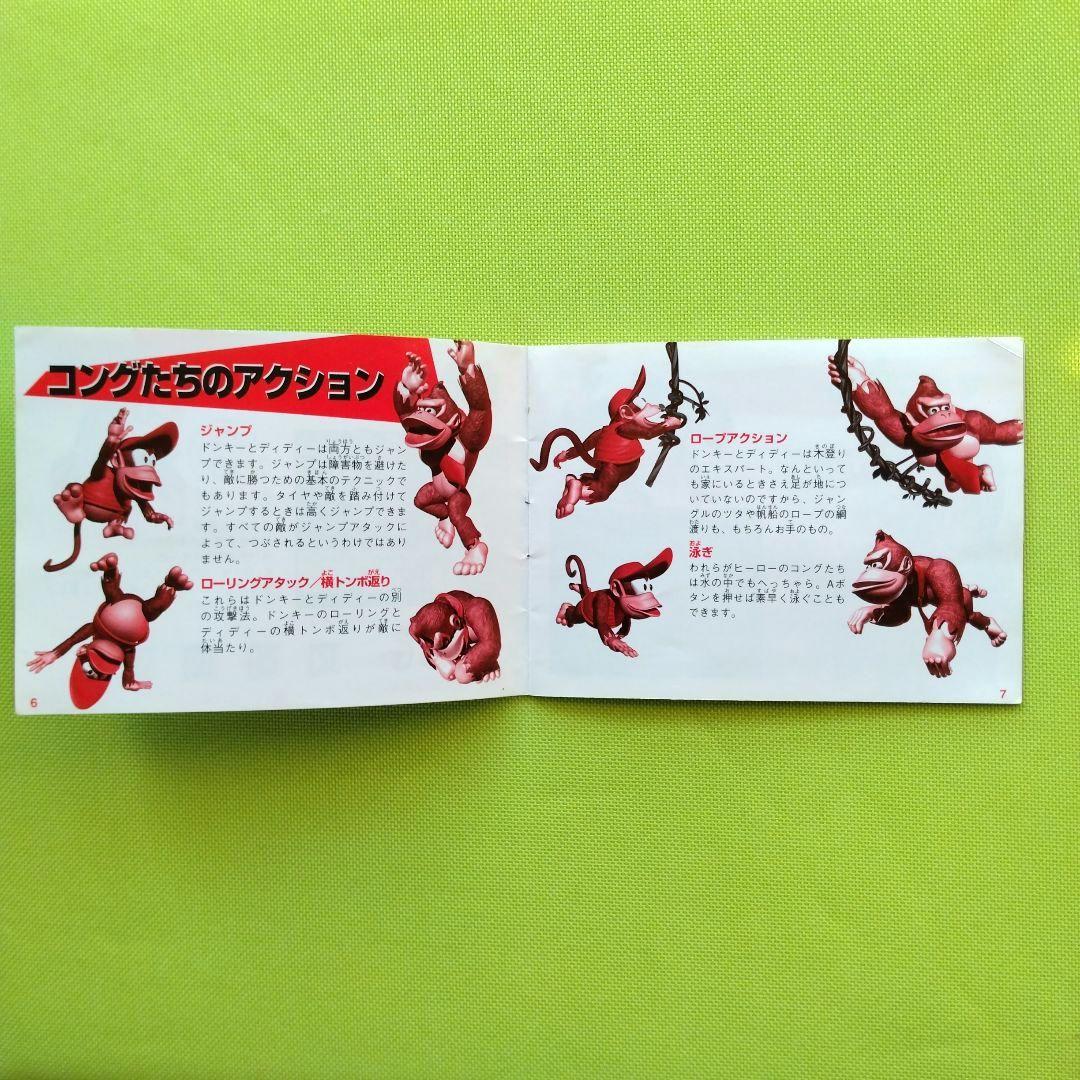 コングたちのアクション
ジャンプ
ドンキーとディディーは両方ともジャン
プできます。ジャンプは障害物を避けた
り、敵に勝つための基本のテクニックで
もあります。タイヤや敵を踏み付けて
ジャンプするときは高くジャンプできま
す。すべての敵がジャンプアタックに
よって、つぶされるというわけではあり
ません。
ローリングアタック／横トンボ返り
これらはドンキーとディディーの別
の攻撃法。ドンキーのローリングと
ディディーの横トンボ返りが敵に
体当たり。
6
ロープアクション
ドンキーとディディーは木登り
のエキスパート。なんといって
も家にいるときさえ足が地につ
いていないのですから、ジャン
グルのツタや帆船のロープの綱
渡りも、もちろんお手のもの。
泳ぎ
われらがヒーローのコングたち
は水の中でもへっちゃら。Aボ
タンを押せば素早く泳ぐことも
できます。
7